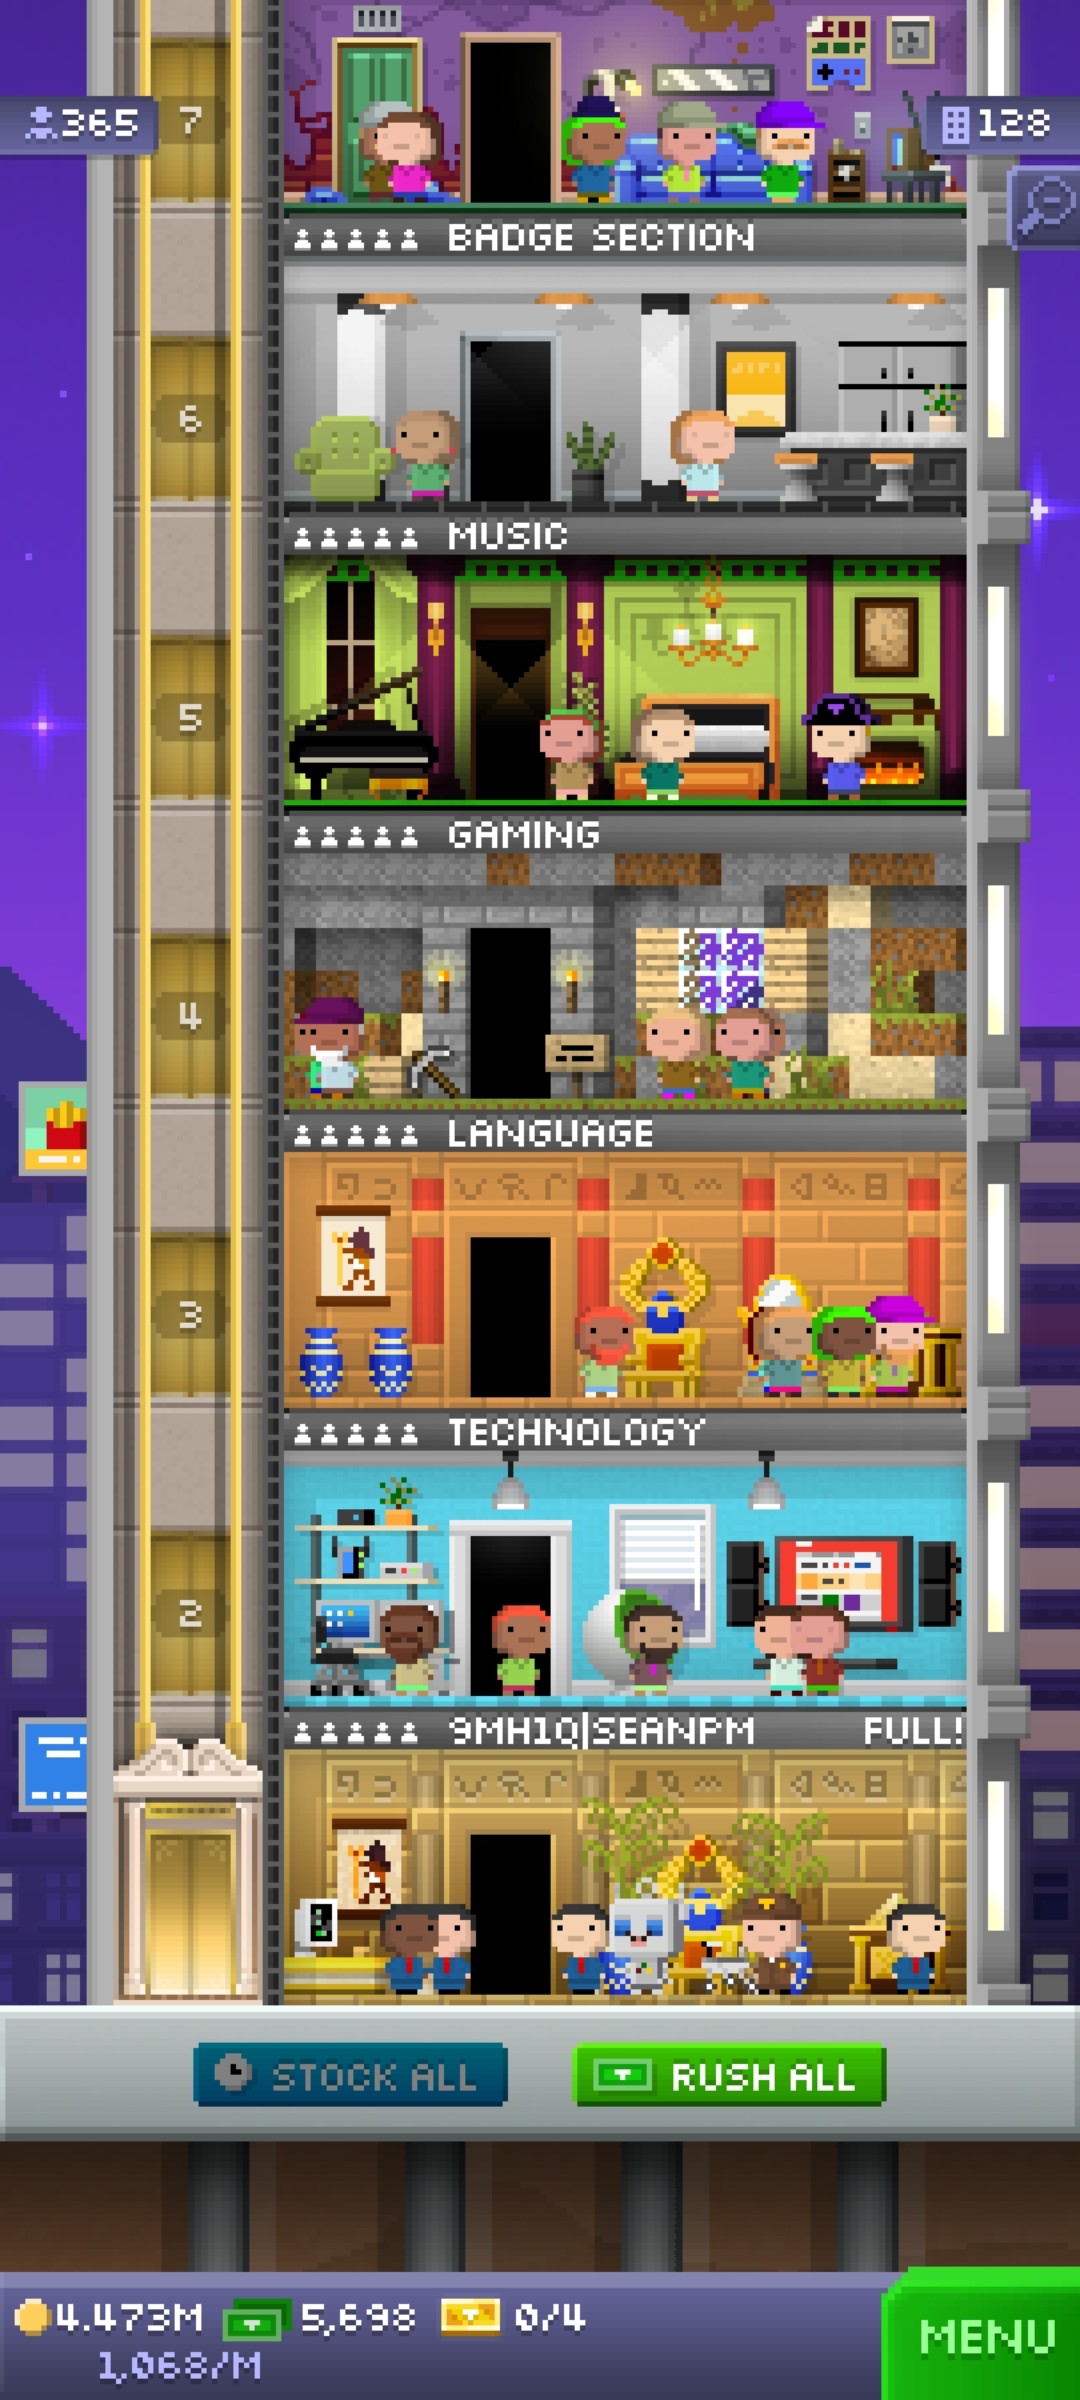 365
7
128
BADGE SECTION
6
MUSIC
5
GAMING
4
LANGUAGE
3
TECHNOLOGY
2
9MH1Q|SEANPM FULL!
STOCK ALL
RUSH ALL
4.473M 5,698 0/4
1,068/M
MENU